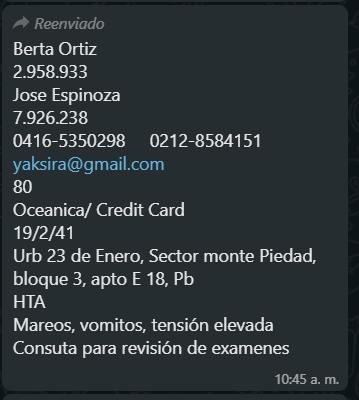 Reenviado
Berta Ortiz
2.958.933
Jose Espinoza
7.926.238
0416-5350298 0212-8584151
yaksira@gmail.com
80
Oceanica/ Credit Card
19/2/41
Urb 23 de Enero, Sector monte Piedad,
bloque 3, apto E 18, Pb
HTA
Mareos, vomitos, tensión elevada
Consuta para revisión de examenes
10:45 a. m.